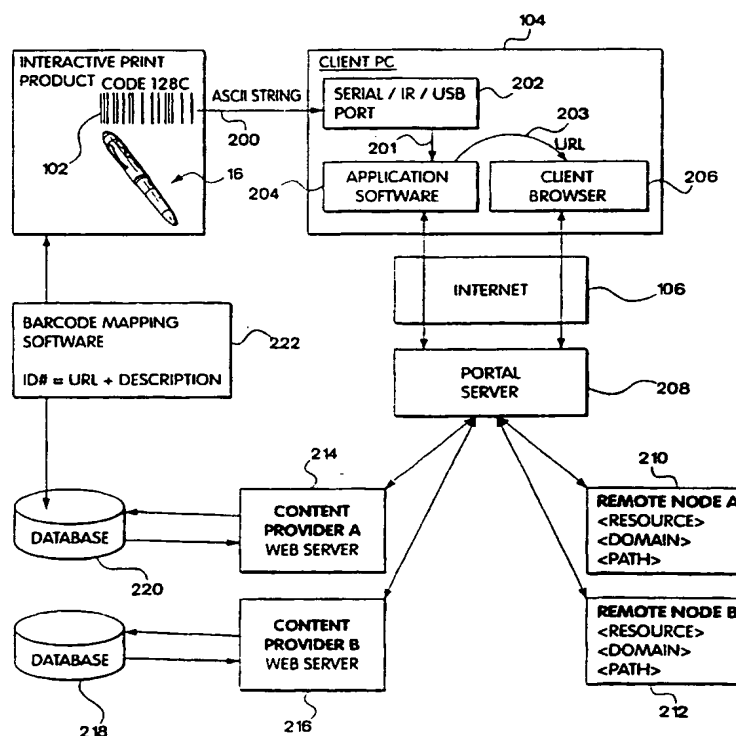 104
INTERACTIVE PRINT
PRODUCT
CODE 128C
102
16
ASCII STRING
200
CLIENT PC
SERIAL / IR / USB
PORT
202
201
203
URL
204
APPLICATION
SOFTWARE
CLIENT
BROWSER
206
INTERNET
106
BARCODE MAPPING
SOFTWARE
ID# = URL + DESCRIPTION
222
PORTAL
SERVER
208
214
CONTENT
PROVIDER A
WEB SERVER
DATABASE
220
210
REMOTE NODE A
<RESOURCE>
<DOMAIN>
<PATH>
CONTENT
PROVIDER B
WEB SERVER
216
DATABASE
218
REMOTE NODE B
<RESOURCE>
<DOMAIN>
<PATH>
212